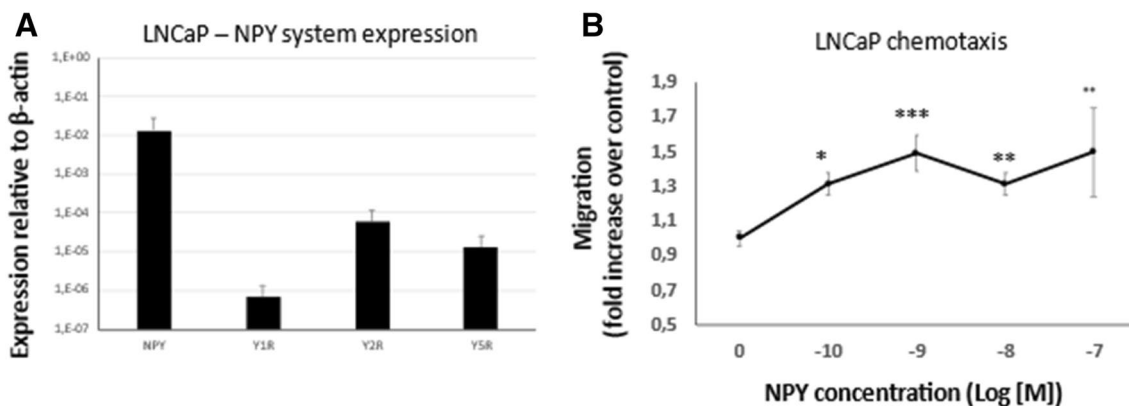 A
LNCaP – NPY system expression
Expression relative to β-actin
1,E+00
1,E-01
1,E-02
1,E-03
1,E-04
1,E-05
1,E-06
1,E-07
NPY
Y1R
Y2R
Y5R
B
LNCaP chemotaxis
Migration
(fold increase over control)
1,9
1,7
1,5
1,3
1,1
0,9
0,7
0,5
*
***
**
**
0
-10
-9
-8
-7
NPY concentration (Log [M])